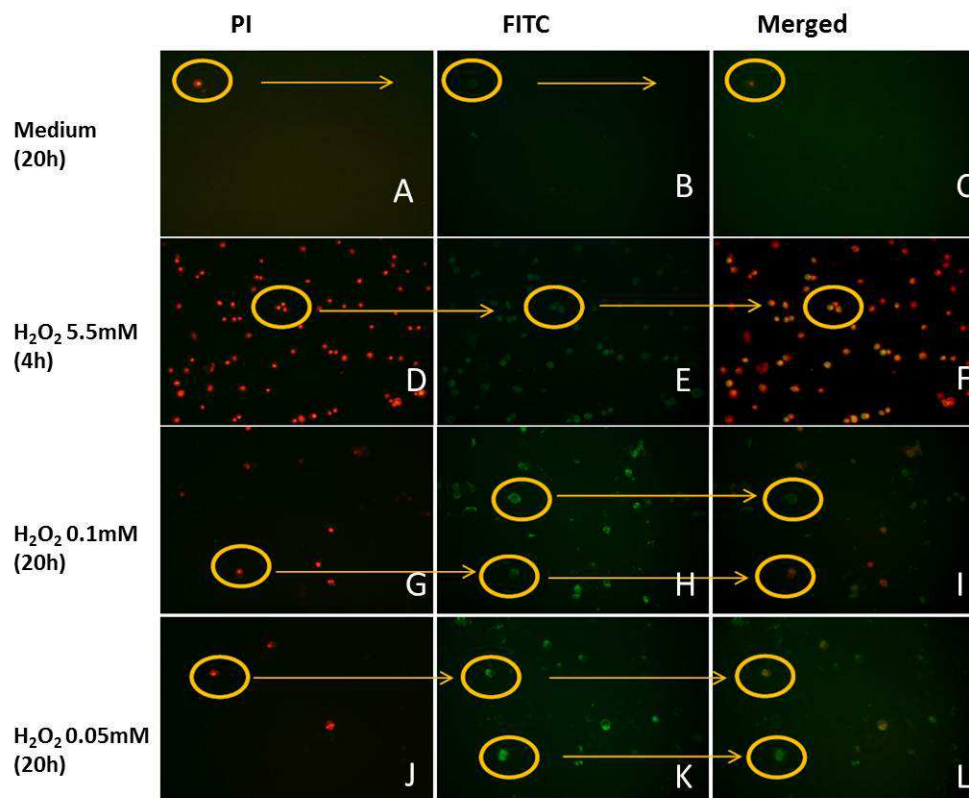 PI FITC Merged
Medium
(20h)
A B C
H₂O₂ 5.5mM
(4h)
D E F
H₂O₂ 0.1mM
(20h)
G H I
H₂O₂ 0.05mM
(20h)
J K L